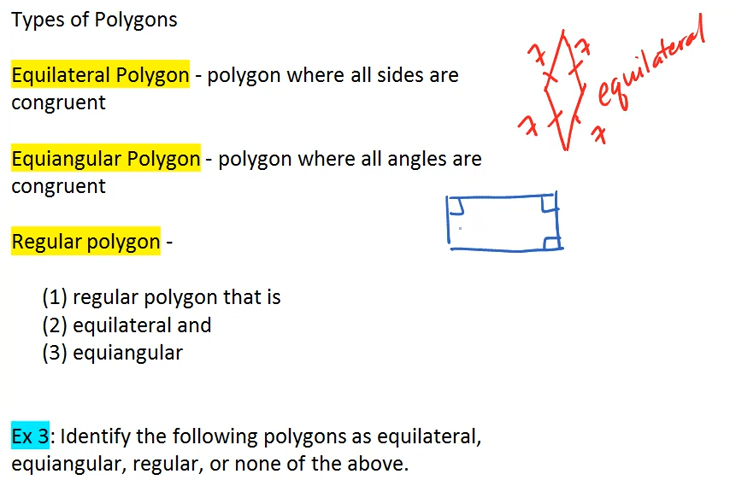 Types of Polygons
Equilateral Polygon - polygon where all sides are
congruent
7 7
equilateral
7 7
Equiangular Polygon - polygon where all angles are
congruent
Regular polygon -
(1) regular polygon that is
(2) equilateral and
(3) equiangular
Ex 3: Identify the following polygons as equilateral,
equiangular, regular, or none of the above.